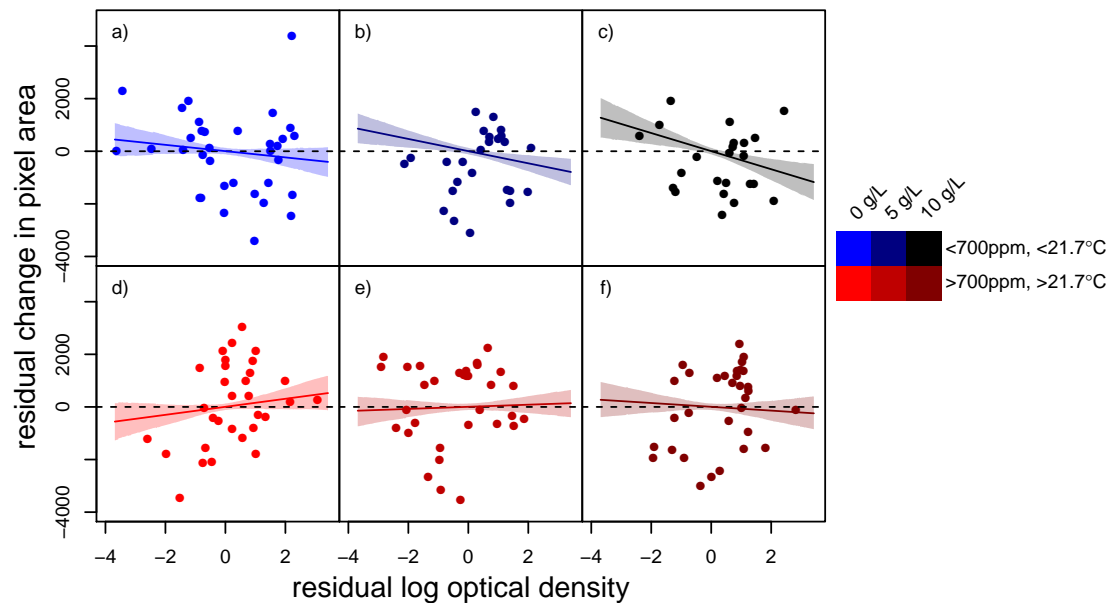 a)
b)
c)
2000
0
−4000
d)
e)
f)
2000
0
−4000
−4 −2 0 2
−4 −2 0 2
−4 −2 0 2
residual change in pixel area
residual log optical density
0 g/L
5 g/L
10 g/L
<700ppm, <21.7°C
>700ppm, >21.7°C